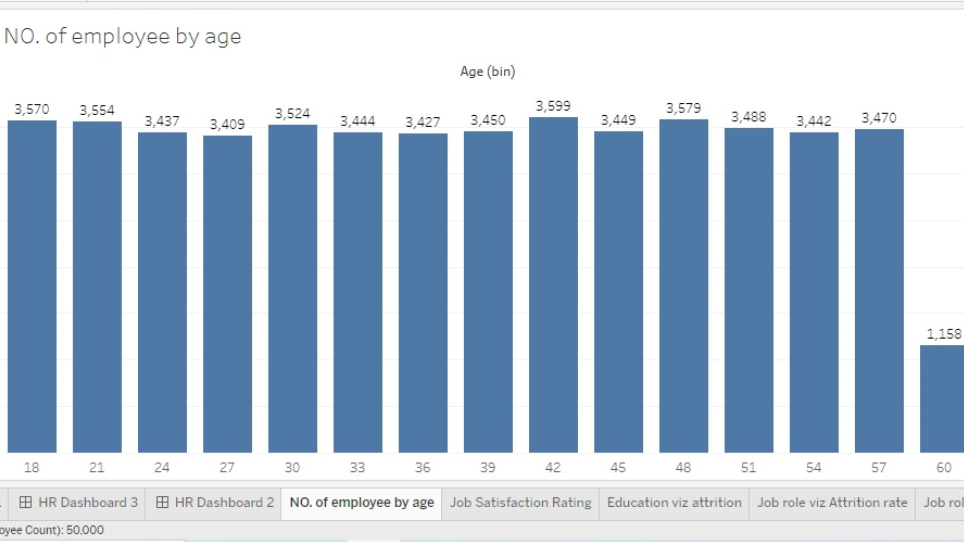 NO. of employee by age
Age (bin)
3,570 3,554 3,437 3,409 3,524 3,444 3,427 3,450 3,599 3,449 3,579 3,488 3,442 3,470 1,158
18 21 24 27 30 33 36 39 42 45 48 51 54 57 60
HR Dashboard 3 HR Dashboard 2 NO. of employee by age Job Satisfaction Rating Education viz attrition Job role viz Attrition rate Job rol
oyee Count): 50,000